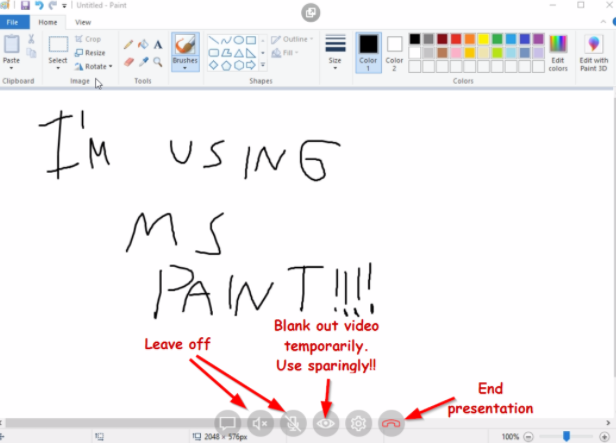 Untitled - Paint
File Home View
Paste
Select
Crop
Resize
Rotate
Brushes
Outline
Fill
Size
Color 1
Color 2
Edit colors
Edit with Paint 3D
Clipboard Image Tools Shapes Colors
I'M USING
MS
PAINT!!!!
Leave off
Blank out video
temporarily.
Use sparingly!!
End
presentation
2048 × 576px
100%